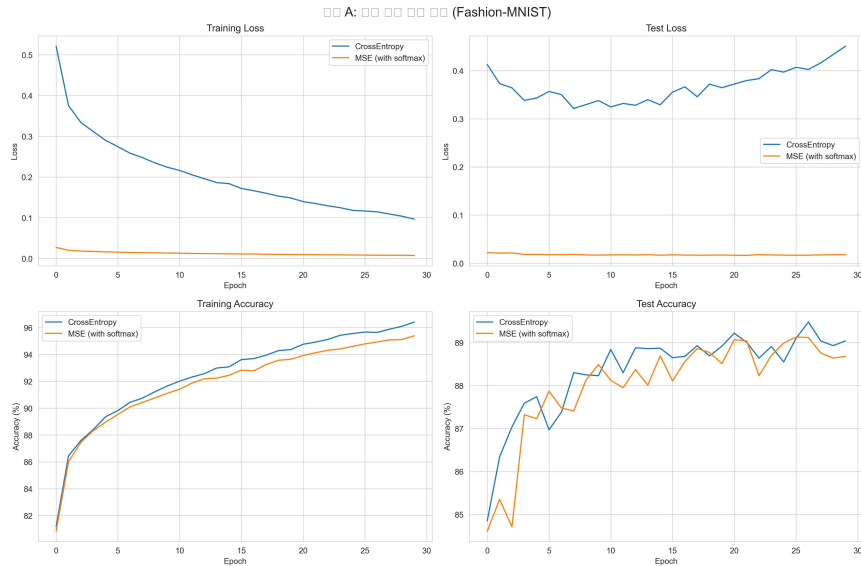 A: (Fashion-MNIST)
Training Loss
CrossEntropy
MSE (with softmax)
Loss
0.5
0.4
0.3
0.2
0.1
0.0
0 5 10 15 20 25 30
Epoch
Test Loss
CrossEntropy
MSE (with softmax)
Loss
0.4
0.3
0.2
0.1
0.0
0 5 10 15 20 25 30
Epoch
Training Accuracy
CrossEntropy
MSE (with softmax)
Accuracy (%)
96
94
92
90
88
86
84
82
0 5 10 15 20 25 30
Epoch
Test Accuracy
CrossEntropy
MSE (with softmax)
Accuracy (%)
89
88
87
86
85
0 5 10 15 20 25 30
Epoch